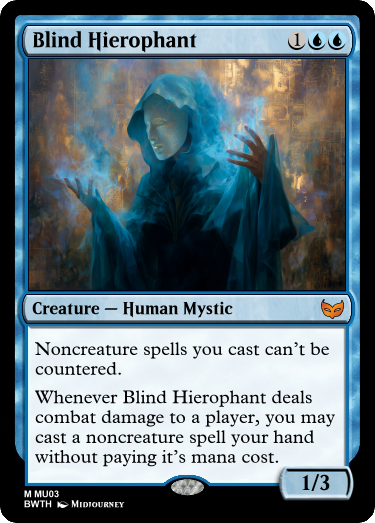 Blind Hierophant 1
Creature — Human Mystic
Noncreature spells you cast can't be
countered.
Whenever Blind Hierophant deals
combat damage to a player, you may
cast a noncreature spell your hand
without paying it's mana cost.
1/3
M MU03
BWTH Midjourney